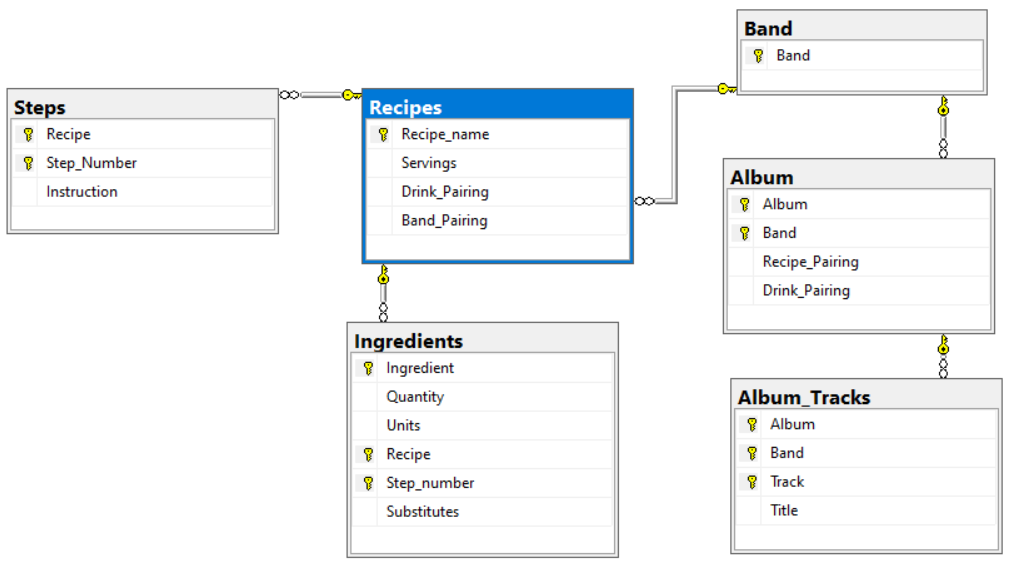 Steps
Recipe
Step_Number
Instruction
Recipes
Recipe_name
Servings
Drink_Pairing
Band_Pairing
Ingredients
Ingredient
Quantity
Units
Recipe
Step_number
Substitutes
Band
Band
Album
Album
Band
Recipe_Pairing
Drink_Pairing
Album_Tracks
Album
Band
Track
Title